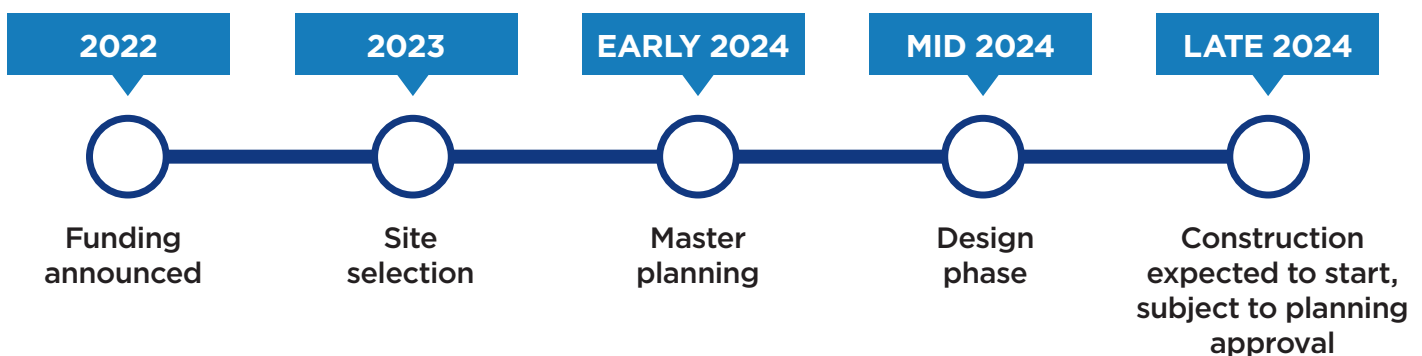 2022
2023
EARLY 2024
MID 2024
LATE 2024
Funding
announced
Site
selection
Master
planning
Design
phase
Construction
expected to start,
subject to planning
approval